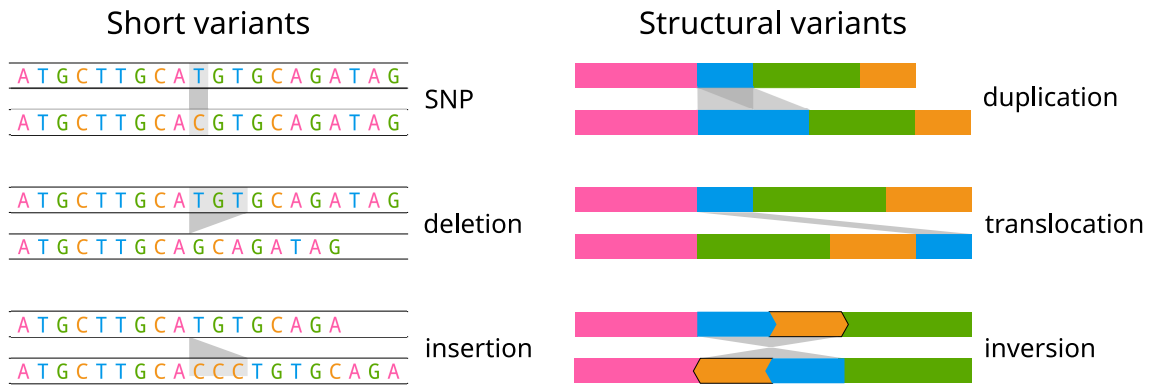 Short variants
ATGCTTGCATGTGCAGATAG
SNP
ATGCTTGCACGTGCAGATAG
ATGCTTGCATGTGCAGATAG
deletion
ATGCTTGCAGCAGATAG
ATGCTTGCATGTGCAGA
insertion
ATGCTTGCACCCTGTGCAGA
Structural variants
duplication
translocation
inversion